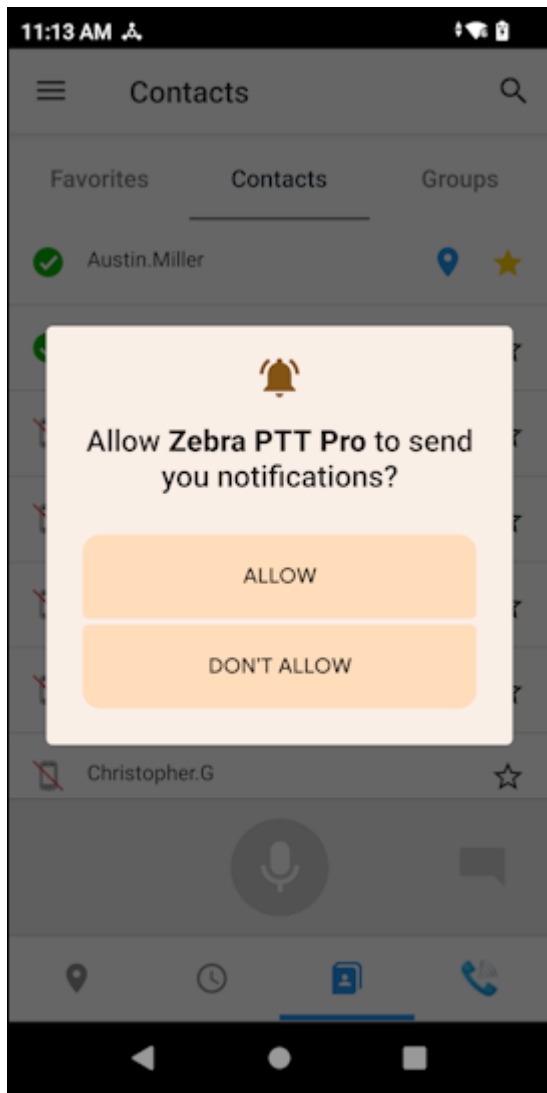 11:13 AM
Contacts
Favorites Contacts Groups
Austin.Miller
Allow Zebra PTT Pro to send
you notifications?
ALLOW
DON'T ALLOW
Christopher.G